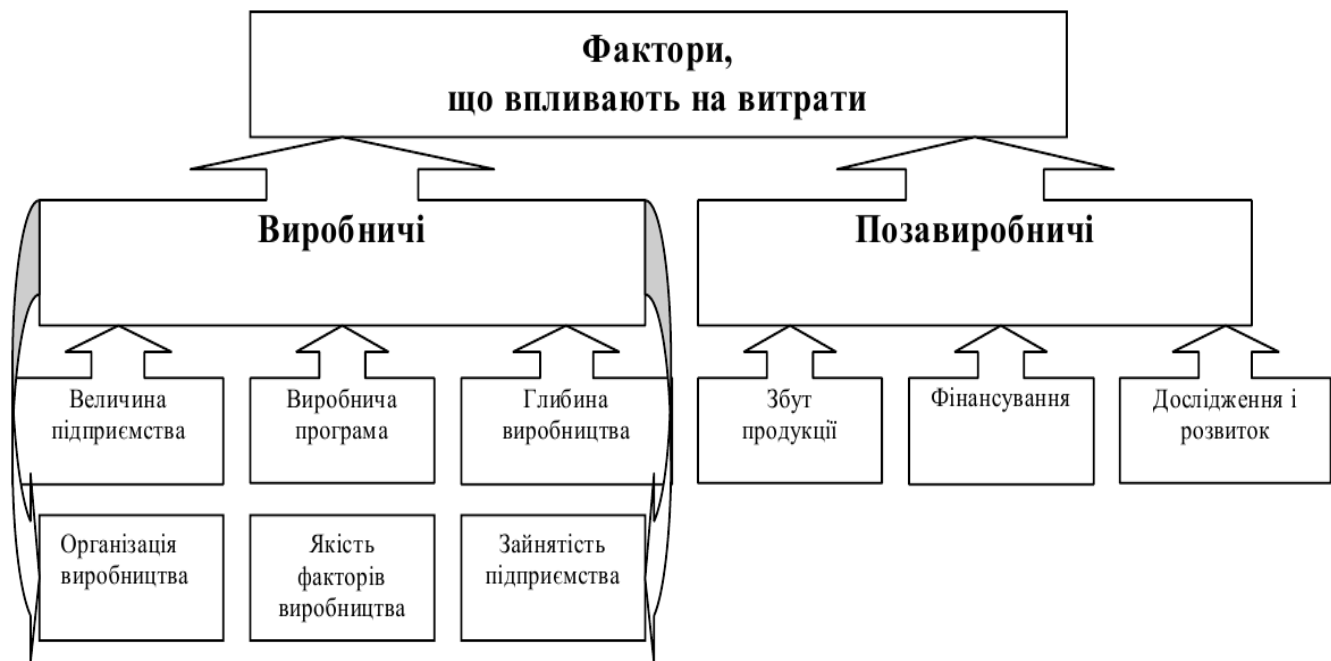 Фактори,
що впливають на витрати
Виробничі
Позавиробничі
Величина
підприємства
Виробнича
програма
Глибина
виробництва
Збут
продукції
Фінансування
Дослідження і
розвиток
Організація
виробництва
Якість
факторів
виробництва
Зайнятість
підприємства